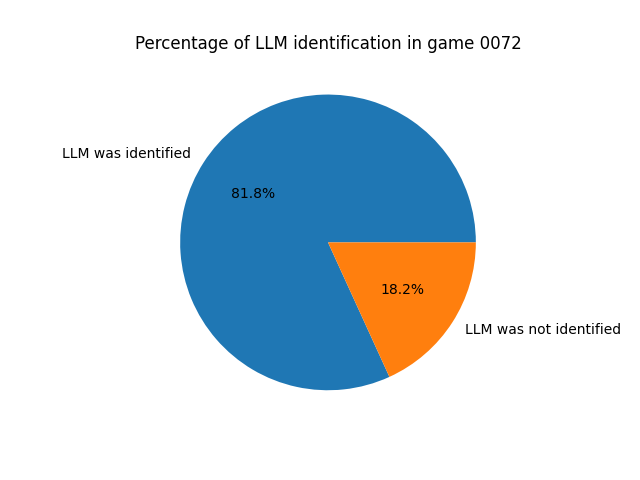 Percentage of LLM identification in game 0072
LLM was identified
81.8%
18.2%
LLM was not identified